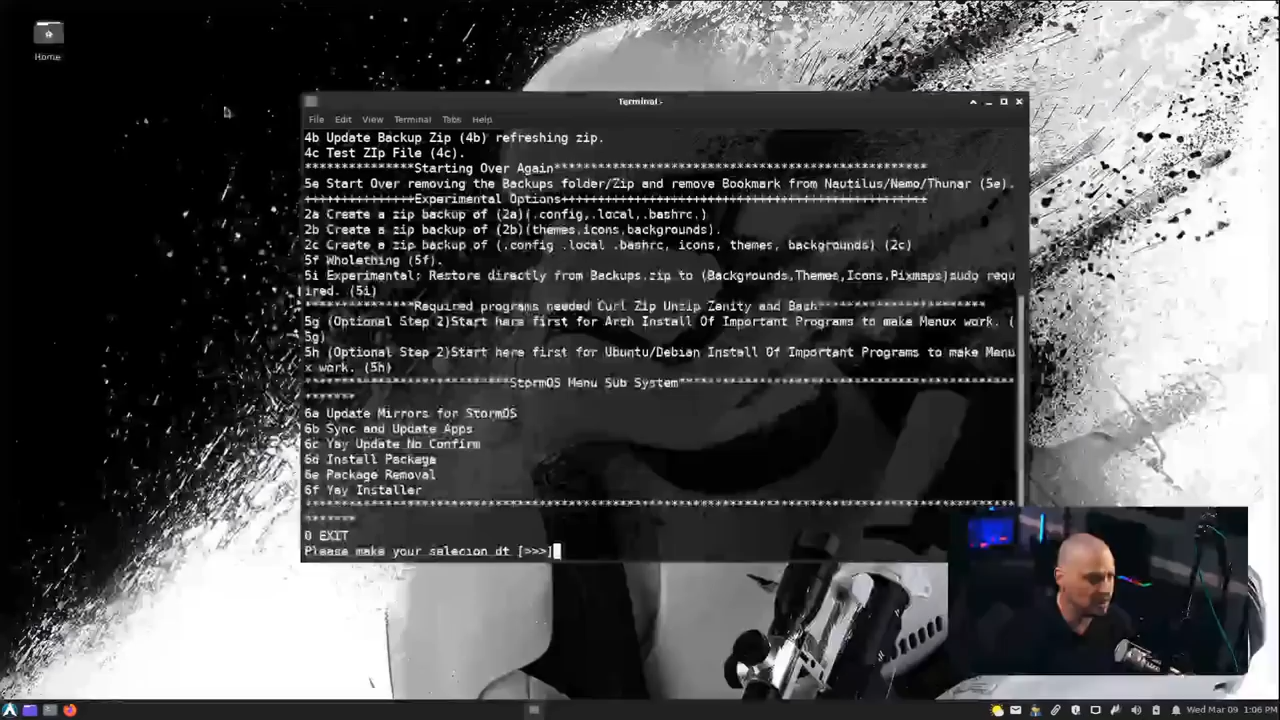 Home
Terminal -
File Edit View Terminal Tabs Help
4b Update Backup Zip (4b) refreshing zip.
4c Test ZIp File (4c).
***************Starting Over Again***************************************************
5e Start Over removing the Backups folder/Zip and remove Bookmark from Nautilus/Nemo/Thunar (5e).
+++++++++++++++Experimental Options++++++++++++++++++++++++++++++++++++++++++++++++++
2a Create a zip backup of (2a)(.config,.local,.bashrc.)
2b Create a zip backup of (2b)(themes,icons,backgrounds).
2c Create a zip backup of (.config .local .bashrc, icons, themes, backgrounds) (2c)
5f Wholething (5f).
5i Experimental: Restore directly from Backups.zip to (Backgrounds,Themes,Icons,Pixmaps)sudo requ
ired. (5i)
***************Required programs needed Curl Zip Unzip Zenity and Bash***********************
5g (Optional Step 2)Start here first for Arch Install Of Important Programs to make Menux work. (
5g)
5h (Optional Step 2)Start here first for Ubuntu/Debian Install Of Important Programs to make Menu
x work. (5h)
****************************StormOS Menu Sub System**********************************************
*******
6a Update Mirrors for StormOS
6b Sync and Update Apps
6c Yay Update No Confirm
6d Install Package
6e Package Removal
6f Yay Installer
*************************************************************************************************
*******
0 EXIT
Please make your selecion dt [>>>]
Wed Mar 09 1:06 PM